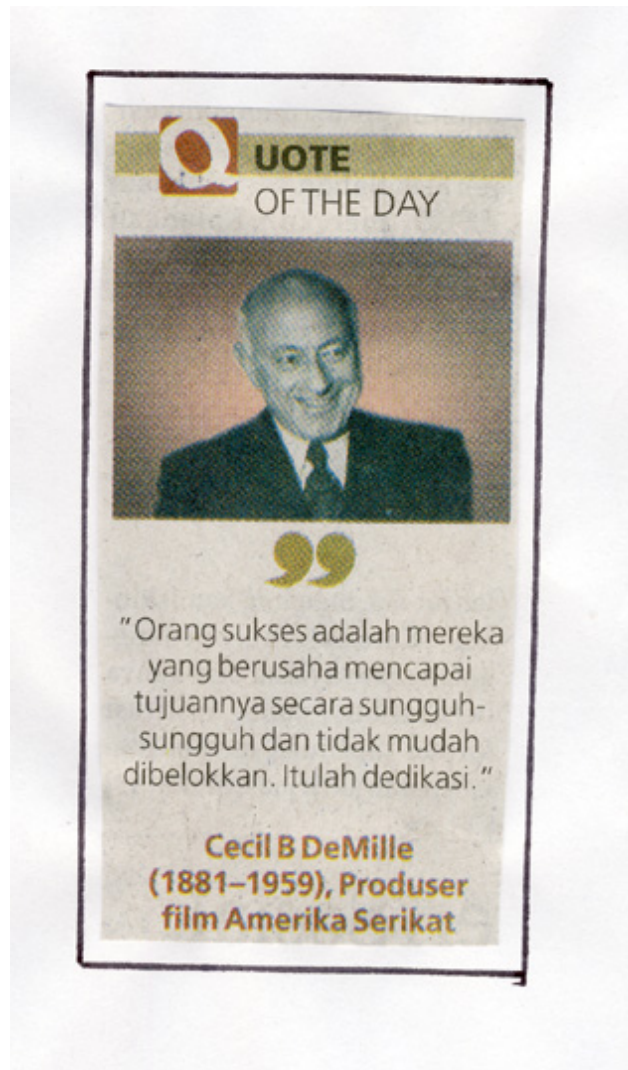 QUOTE
OF THE DAY
"Orang sukses adalah mereka
yang berusaha mencapai
tujuannya secara sungguh-
sungguh dan tidak mudah
dibelokkan. Itulah dedikasi."
Cecil B DeMille
(1881–1959), Produser
film Amerika Serikat